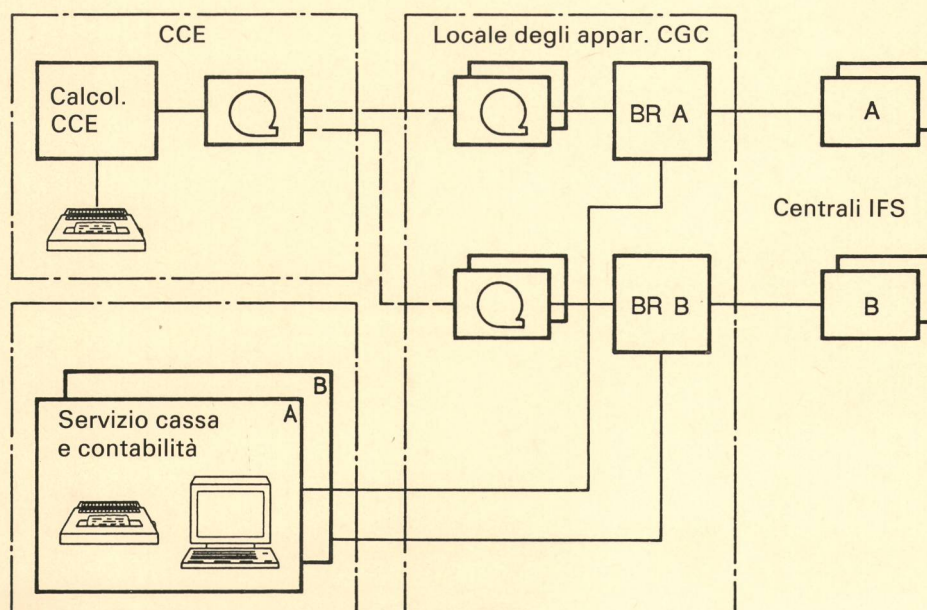 CCE
Calcol.
CCE
Locale degli appar. CGC
BR A
A
Centrali IFS
BR B
B
B
A
Servizio cassa
e contabilità